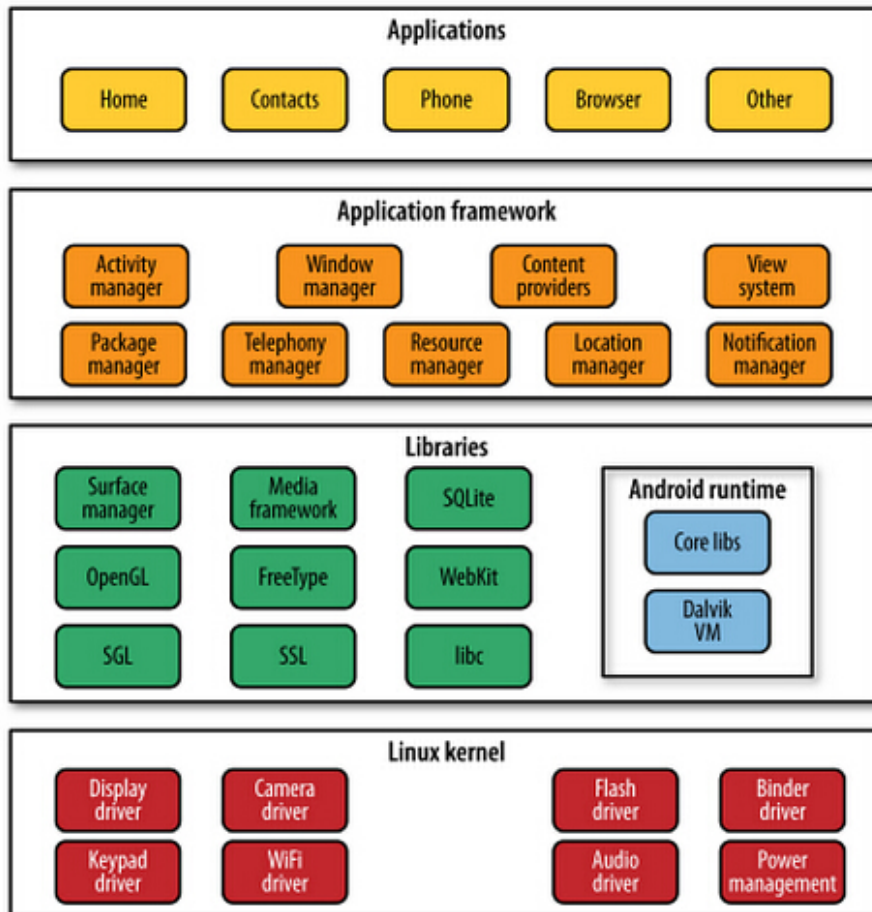 Applications
Home
Contacts
Phone
Browser
Other
Application framework
Activity
manager
Window
manager
Content
providers
View
system
Package
manager
Telephony
manager
Resource
manager
Location
manager
Notification
manager
Libraries
Surface
manager
Media
framework
SQLite
OpenGL
FreeType
WebKit
SGL
SSL
libc
Android runtime
Core libs
Dalvik
VM
Linux kernel
Display
driver
Camera
driver
Flash
driver
Binder
driver
Keypad
driver
WiFi
driver
Audio
driver
Power
management